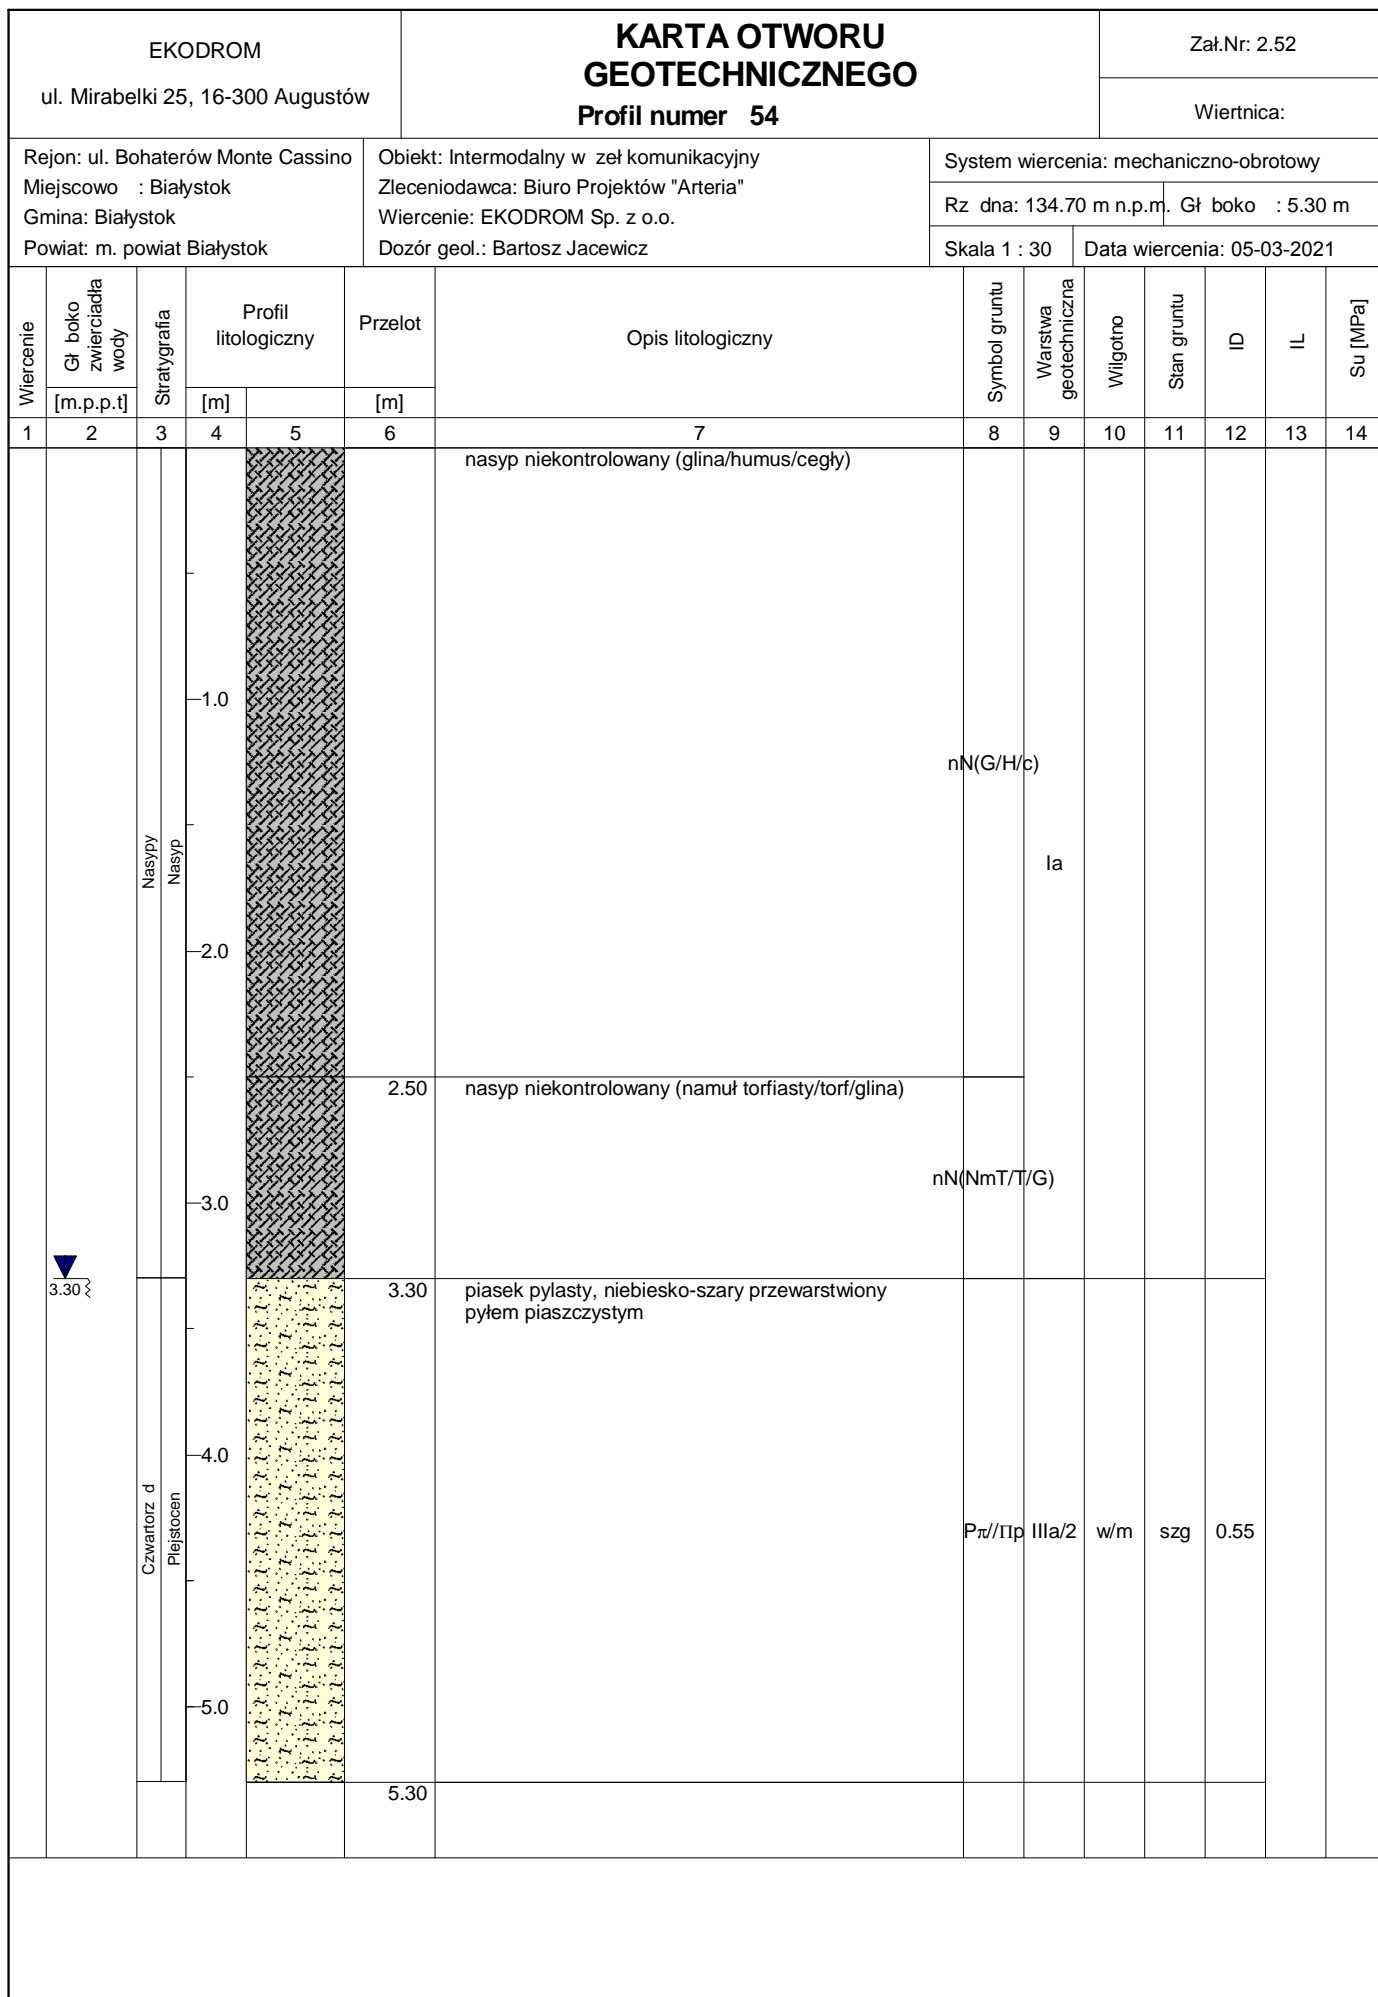 EKODROM
ul. Mirabelki 25, 16-300 Augustów
KARTA OTWORU
GEOTECHNICZNEGO
Profil numer 54
Zał.Nr: 2.52
Wiertnica:
Rejon: ul. Bohaterów Monte Cassino
Miejscowo : Białystok
Gmina: Białystok
Powiat: m. powiat Białystok
Obiekt: Intermodalny w zeł komunikacyjny
Zleceniodawca: Biuro Projektów "Arteria"
Wiercenie: EKODROM Sp. z o.o.
Dozór geol.: Bartosz Jacewicz
System wiercenia: mechaniczno-obrotowy
Rz dna: 134.70 m n.p.m. Gł boko : 5.30 m
Skala 1 : 30 Data wiercenia: 05-03-2021
Wiercenie
Gł boko
zwierciadła
wody
[m.p.p.t]
Stratygrafia
Profil
litologiczny
[m]
Przelot
[m]
Opis litologiczny
Symbol gruntu
Warstwa
geotechniczna
Wilgotno
Stan gruntu
ID
IL
Su [MPa]
1 2 3 4 5 6 7 8 9 10 11 12 13 14
nasyp niekontrolowany (glina/humus/cegły)
1.0
nN(G/H/c)
Nasypy
Nasyp
Ia
2.0
2.50 nasyp niekontrolowany (namuł torfiasty/torf/glina)
nN(NmT/T/G)
3.0
3.30
3.30 piasek pylasty, niebiesko-szary przewarstwiony
pyłem piaszczystym
4.0
Czwartorz d
Plejstocen
Pπ//Πp IIIa/2 w/m szg 0.55
5.0
5.30